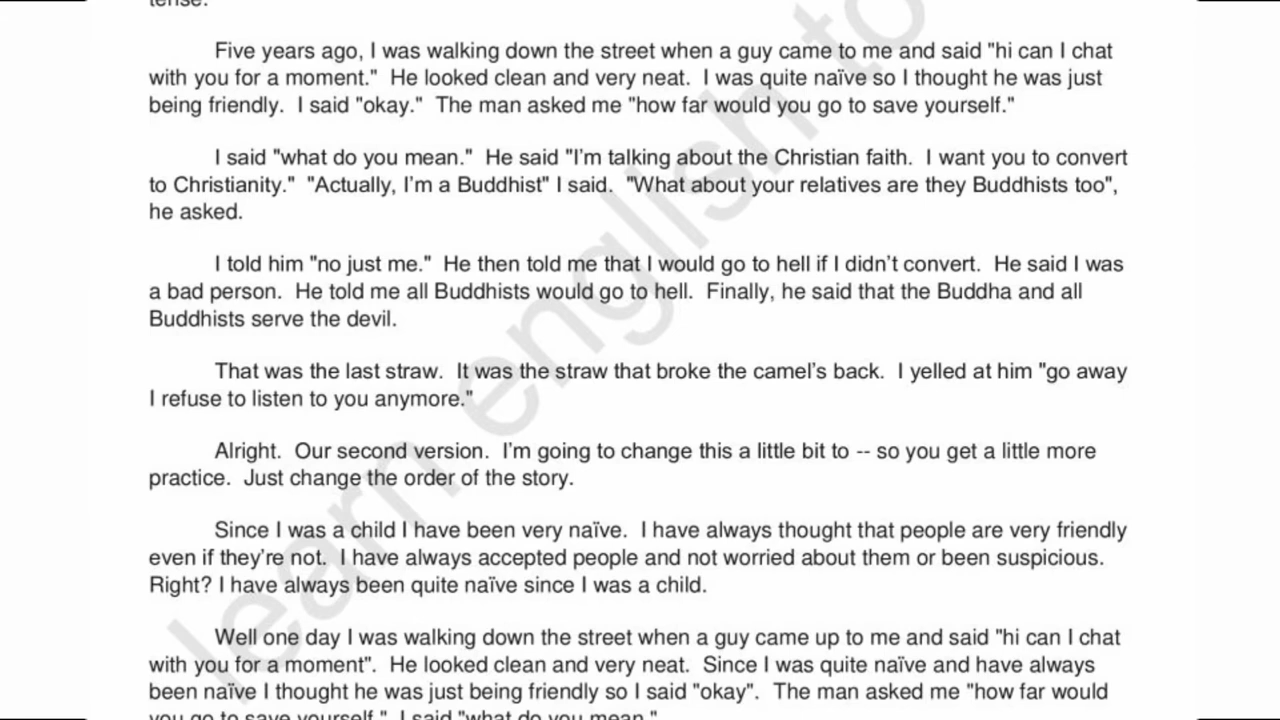 tense.
Five years ago, I was walking down the street when a guy came to me and said "hi can I chat
with you for a moment."  He looked clean and very neat.  I was quite naïve so I thought he was just
being friendly.  I said "okay."  The man asked me "how far would you go to save yourself."
I said "what do you mean."  He said "I'm talking about the Christian faith.  I want you to convert
to Christianity."  "Actually, I'm a Buddhist" I said.  "What about your relatives are they Buddhists too",
he asked.
I told him "no just me."  He then told me that I would go to hell if I didn't convert.  He said I was
a bad person.  He told me all Buddhists would go to hell.  Finally, he said that the Buddha and all
Buddhists serve the devil.
That was the last straw.  It was the straw that broke the camel's back.  I yelled at him "go away
I refuse to listen to you anymore."
Alright.  Our second version.  I'm going to change this a little bit to -- so you get a little more
practice.  Just change the order of the story.
Since I was a child I have been very naïve.  I have always thought that people are very friendly
even if they're not.  I have always accepted people and not worried about them or been suspicious.
Right? I have always been quite naïve since I was a child.
Well one day I was walking down the street when a guy came up to me and said "hi can I chat
with you for a moment".  He looked clean and very neat.  Since I was quite naïve and have always
been naïve I thought he was just being friendly so I said "okay".  The man asked me "how far would
you go to save yourself."  I said "what do you mean."
learn english to